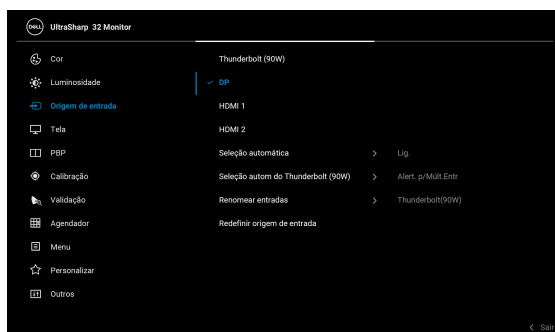 DELL UltraSharp 32 Monitor
Cor Thunderbolt (90W)
Luminosidade DP
Origem de entrada HDMI 1
Tela HDMI 2
PBP Seleção automática Lig.
Calibração Seleção autom do Thunderbolt (90W) Alert. p/Múlt.Entr
Validação Renomear entradas Thunderbolt(90W)
Agendador Redefinir origem de entrada
Menu
Personalizar
Outros
Sair